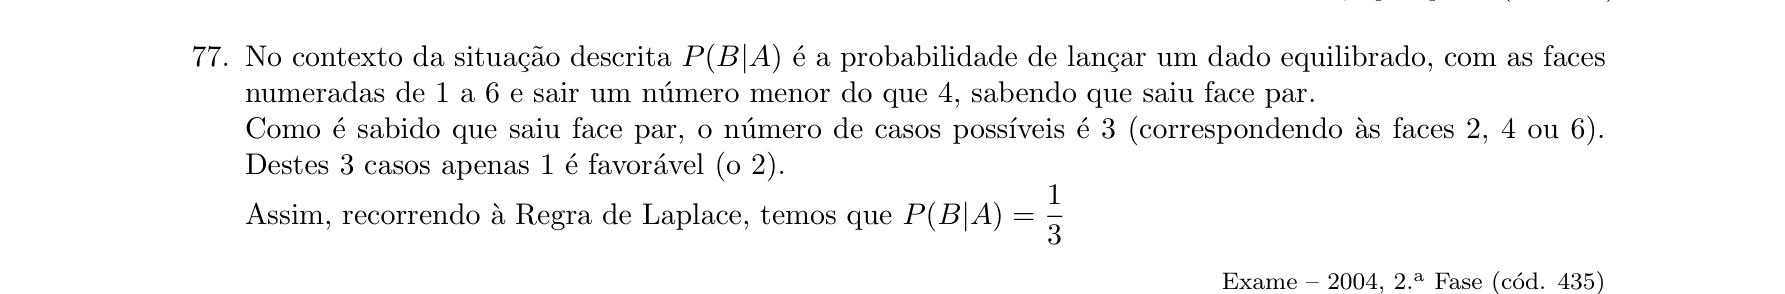 77. No contexto da situação descrita P(B|A) é a probabilidade de lançar um dado equilibrado, com as faces
numeradas de 1 a 6 e sair um número menor do que 4, sabendo que saiu face par.
Como é sabido que saiu face par, o número de casos possíveis é 3 (correspondendo às faces 2, 4 ou 6).
Destes 3 casos apenas 1 é favorável (o 2).
Assim, recorrendo à Regra de Laplace, temos que P(B|A) = 1/3
Exame – 2004, 2.ª Fase (cód. 435)